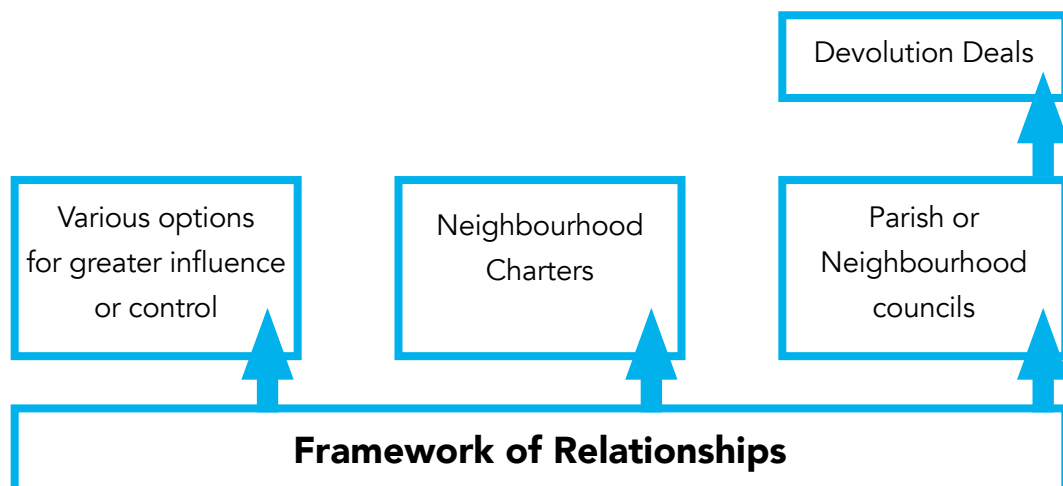 Devolution Deals
Various options
for greater influence
or control
Neighbourhood
Charters
Parish or
Neighbourhood
councils
Framework of Relationships